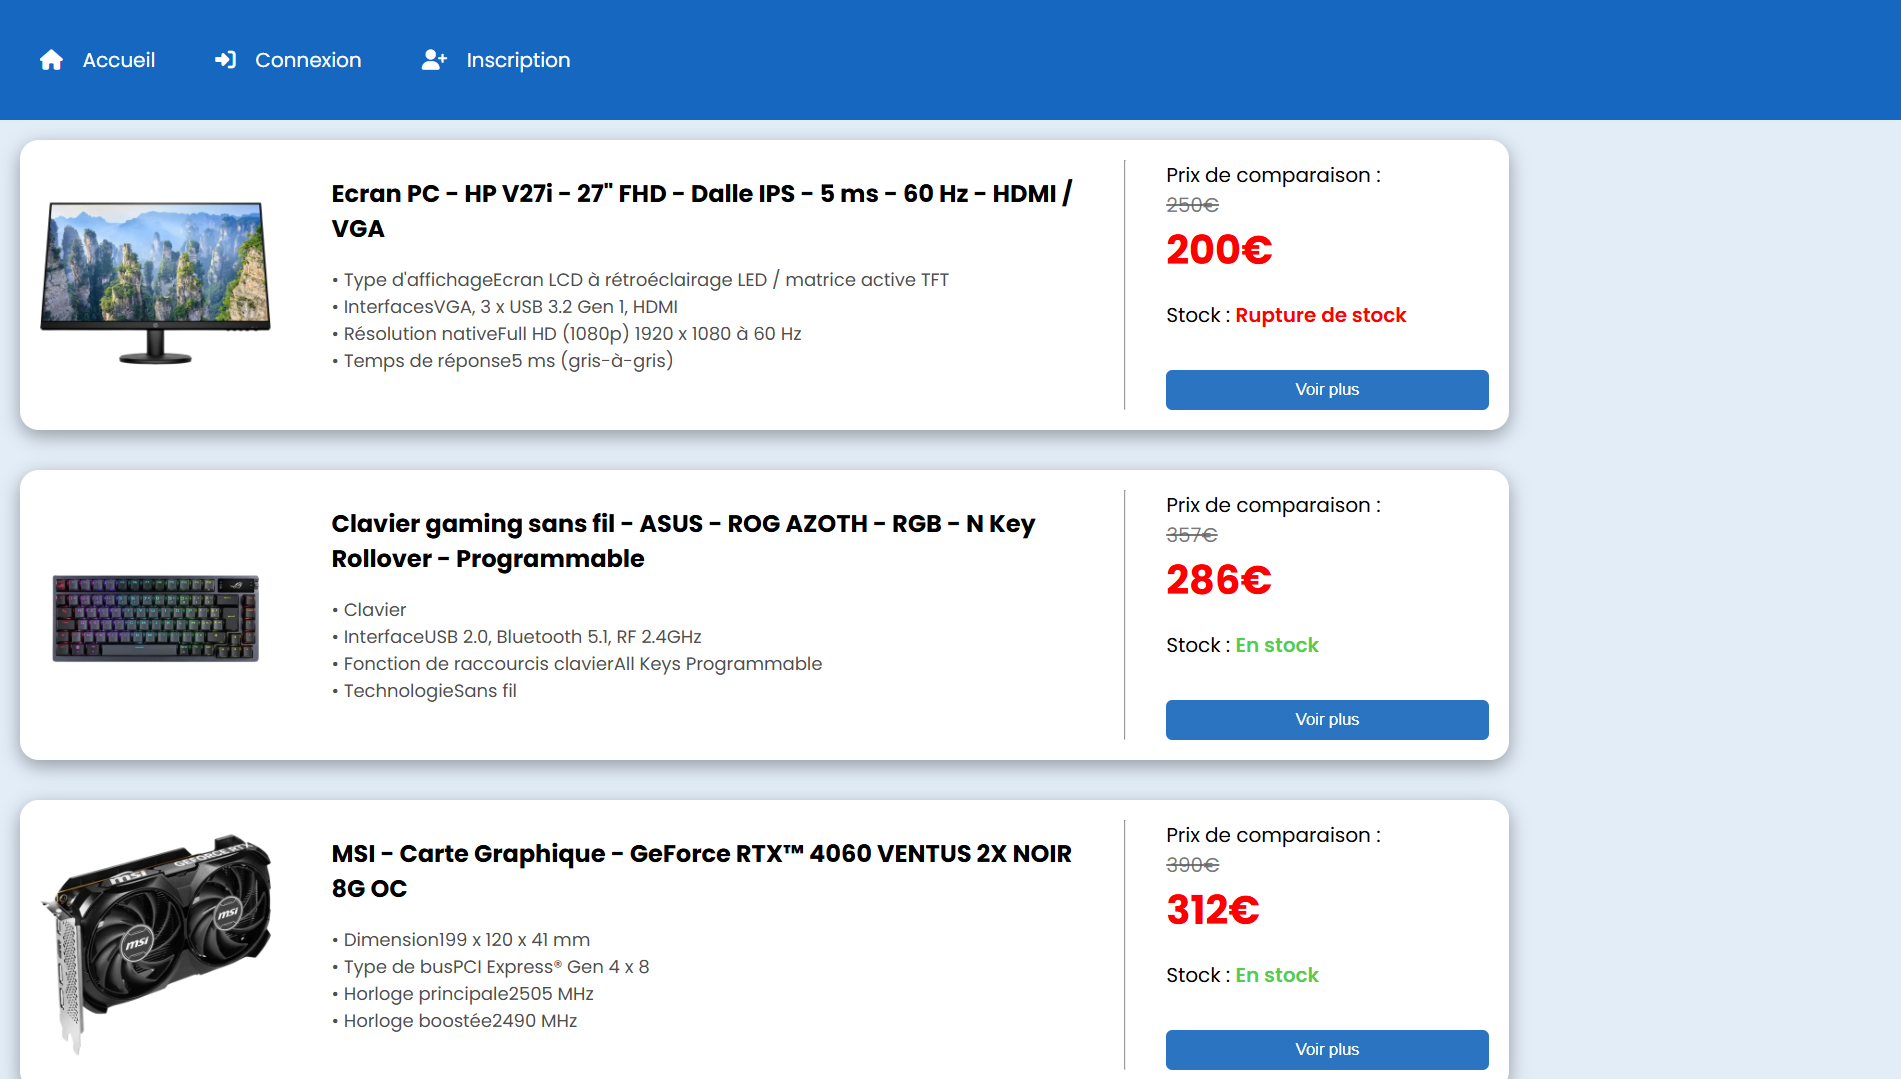 Accueil
Connexion
Inscription
Ecran PC - HP V27i - 27" FHD - Dalle IPS - 5 ms - 60 Hz - HDMI /
VGA
• Type d'affichageEcran LCD à rétroéclairage LED / matrice active TFT
• InterfacesVGA, 3 x USB 3.2 Gen 1, HDMI
• Résolution nativeFull HD (1080p) 1920 x 1080 à 60 Hz
• Temps de réponse5 ms (gris-à-gris)
Prix de comparaison :
250€
200€
Stock : Rupture de stock
Voir plus
Clavier gaming sans fil - ASUS - ROG AZOTH - RGB - N Key
Rollover - Programmable
• Clavier
• InterfaceUSB 2.0, Bluetooth 5.1, RF 2.4GHz
• Fonction de raccourcis clavierAll Keys Programmable
• TechnologieSans fil
Prix de comparaison :
357€
286€
Stock : En stock
Voir plus
GEFORCE RTX
msi
msi
msi
MSI - Carte Graphique - GeForce RTX™ 4060 VENTUS 2X NOIR
8G OC
• Dimension199 x 120 x 41 mm
• Type de busPCI Express® Gen 4 x 8
• Horloge principale2505 MHz
• Horloge boostée2490 MHz
Prix de comparaison :
390€
312€
Stock : En stock
Voir plus